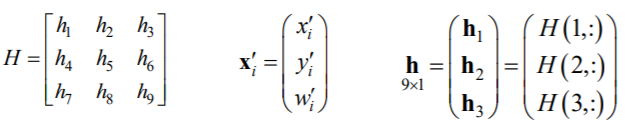 H = [h₁ h₂ h₃
h₄ h₅ h₆
h₇ h₈ h₉]
𝐱′ᵢ = (x′ᵢ
y′ᵢ
w′ᵢ)
𝐡 9×1 = (𝐡₁
𝐡₂
𝐡₃) = (H(1,:)
H(2,:)
H(3,:))